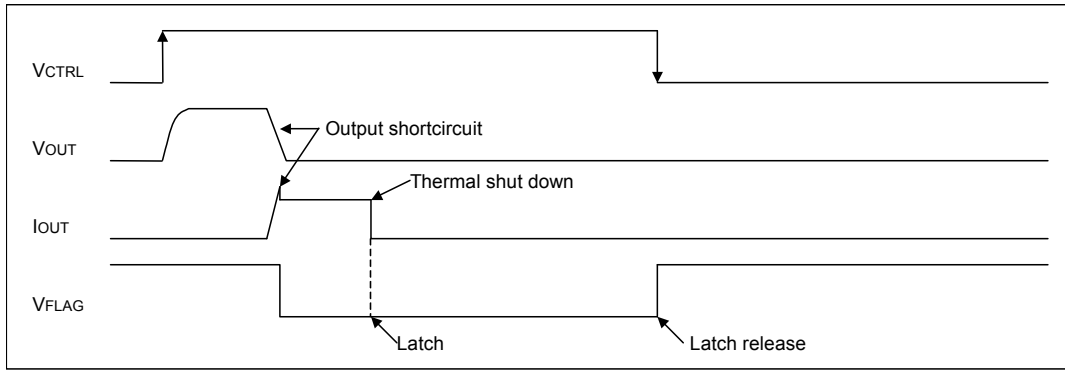 VCTRL
Output shortcircuit
VOUT
Thermal shut down
IOUT
VFLAG
Latch
Latch release